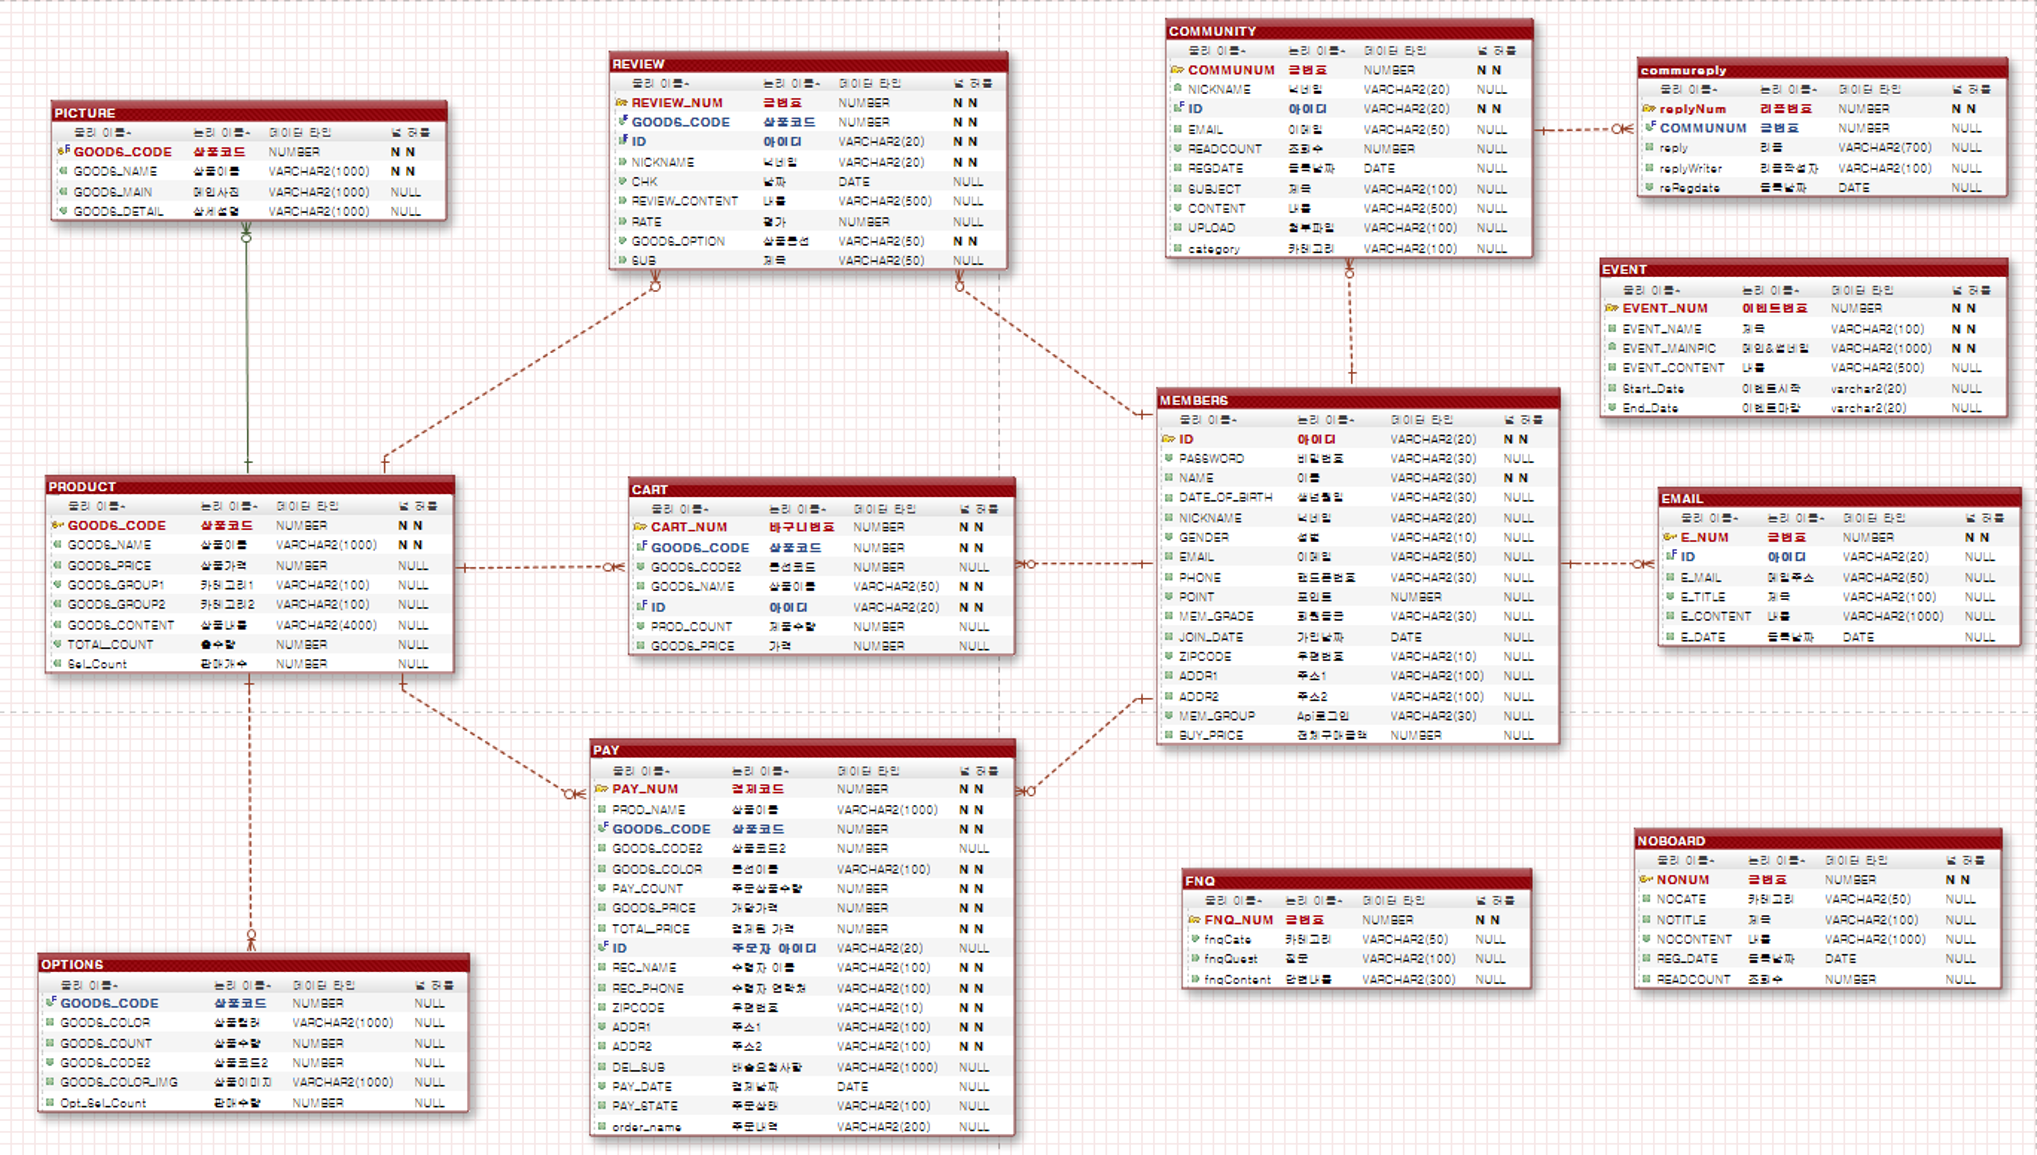 PICTURE
물리 이름 논리 이름 데이터 타입 널 허용
GOODS_CODE 상품코드 NUMBER N N
GOODS_NAME 상품이름 VARCHAR2(1000) N N
GOODS_MAIN 메인사진 VARCHAR2(1000) NULL
GOODS_DETAIL 상세설명 VARCHAR2(1000) NULL
REVIEW
물리 이름 논리 이름 데이터 타입 널 허용
REVIEW_NUM 글번호 NUMBER N N
GOODS_CODE 상품코드 NUMBER N N
ID 아이디 VARCHAR2(20) N N
NICKNAME 닉네임 VARCHAR2(20) N N
CHK 날짜 DATE NULL
REVIEW_CONTENT 내용 VARCHAR2(500) NULL
RATE 평가 NUMBER NULL
GOODS_OPTION 상품옵션 VARCHAR2(50) N N
SUB 제목 VARCHAR2(50) NULL
COMMUNITY
물리 이름 논리 이름 데이터 타입 널 허용
COMMUNUM 글번호 NUMBER N N
NICKNAME 닉네임 VARCHAR2(20) NULL
ID 아이디 VARCHAR2(20) N N
EMAIL 이메일 VARCHAR2(50) NULL
READCOUNT 조회수 NUMBER NULL
REGDATE 등록날짜 DATE NULL
SUBJECT 제목 VARCHAR2(100) NULL
CONTENT 내용 VARCHAR2(500) NULL
UPLOAD 첨부파일 VARCHAR2(100) NULL
category 카테고리 VARCHAR2(100) NULL
commureply
물리 이름 논리 이름 데이터 타입 널 허용
replyNum 리플번호 NUMBER N N
COMMUNUM 글번호 NUMBER NULL
reply 리플 VARCHAR(700) NULL
replyWriter 리플작성자 VARCHAR(100) NULL
reRegdate 등록날짜 DATE NULL
EVENT
물리 이름 논리 이름 데이터 타입 널 허용
EVENT_NUM 이벤트번호 NUMBER N N
EVENT_NAME 제목 VARCHAR2(100) N N
EVENT_MAINPIC 메인&썸네일 VARCHAR2(1000) N N
EVENT_CONTENT 내용 VARCHAR2(500) NULL
Start_Date 이벤트시작 varchar2(20) NULL
End_Date 이벤트마감 varchar2(20) NULL
PRODUCT
물리 이름 논리 이름 데이터 타입 널 허용
GOODS_CODE 상품코드 NUMBER N N
GOODS_NAME 상품이름 VARCHAR2(1000) N N
GOODS_PRICE 상품가격 NUMBER NULL
GOODS_GROUP1 카테고리1 VARCHAR2(100) NULL
GOODS_GROUP2 카테고리2 VARCHAR2(100) NULL
GOODS_CONTENT 상품내용 VARCHAR2(4000) NULL
TOTAL_COUNT 총수량 NUMBER NULL
Sel_Count 판매개수 NUMBER NULL
CART
물리 이름 논리 이름 데이터 타입 널 허용
CART_NUM 바구니번호 NUMBER N N
GOODS_CODE 상품코드 NUMBER N N
GOODS_CODE2 옵션코드 NUMBER NULL
GOODS_NAME 상품이름 VARCHAR2(50) N N
ID 아이디 VARCHAR2(20) N N
PROD_COUNT 제품수량 NUMBER NULL
GOODS_PRICE 가격 NUMBER NULL
MEMBERS
물리 이름 논리 이름 데이터 타입 널 허용
ID 아이디 VARCHAR2(20) N N
PASSWORD 비밀번호 VARCHAR2(30) NULL
NAME 이름 VARCHAR2(30) N N
DATE_OF_BIRTH 생년월일 VARCHAR2(30) NULL
NICKNAME 닉네임 VARCHAR2(20) NULL
GENDER 성별 VARCHAR2(10) NULL
EMAIL 이메일 VARCHAR2(50) NULL
PHONE 핸드폰번호 VARCHAR2(30) NULL
POINT 포인트 NUMBER NULL
MEM_GRADE 회원등급 VARCHAR2(30) NULL
JOIN_DATE 가입날짜 DATE NULL
ZIPCODE 우편번호 VARCHAR2(10) NULL
ADDR1 주소1 VARCHAR2(100) NULL
ADDR2 주소2 VARCHAR2(100) NULL
MEM_GROUP Api로그인 VARCHAR2(30) NULL
BUY_PRICE 전체구매금액 NUMBER NULL
EMAIL
물리 이름 논리 이름 데이터 타입 널 허용
E_NUM 글번호 NUMBER N N
ID 아이디 VARCHAR2(20) NULL
E_MAIL 메일주소 VARCHAR2(50) NULL
E_TITLE 제목 VARCHAR2(100) NULL
E_CONTENT 내용 VARCHAR2(1000) NULL
E_DATE 등록날짜 DATE NULL
PAY
물리 이름 논리 이름 데이터 타입 널 허용
PAY_NUM 결제코드 NUMBER N N
PROD_NAME 상품이름 VARCHAR2(1000) N N
GOODS_CODE 상품코드 NUMBER N N
GOODS_CODE2 상품코드2 NUMBER NULL
GOODS_COLOR 옵션이름 VARCHAR2(100) N N
PAY_COUNT 주문상품수량 NUMBER N N
GOODS_PRICE 개당가격 NUMBER N N
TOTAL_PRICE 결제된 가격 NUMBER N N
ID 주문자 아이디 VARCHAR2(20) NULL
REC_NAME 수령자 이름 VARCHAR2(100) N N
REC_PHONE 수령자 연락처 VARCHAR2(100) N N
ZIPCODE 우편번호 VARCHAR2(10) N N
ADDR1 주소1 VARCHAR2(100) N N
ADDR2 주소2 VARCHAR2(100) N N
DEL_SUB 배송요청사항 VARCHAR2(1000) NULL
PAY_DATE 결제날짜 DATE NULL
PAY_STATE 주문상태 VARCHAR2(100) NULL
order_name 주문내역 VARCHAR2(200) NULL
OPTIONS
물리 이름 논리 이름 데이터 타입 널 허용
GOODS_CODE 상품코드 NUMBER NULL
GOODS_COLOR 상품컬러 VARCHAR2(1000) NULL
GOODS_COUNT 상품수량 NUMBER NULL
GOODS_CODE2 상품코드2 NUMBER NULL
GOODS_COLOR_IMG 상품이미지 VARCHAR2(1000) NULL
Opt_Sel_Count 판매수량 NUMBER NULL
FNQ
물리 이름 논리 이름 데이터 타입 널 허용
FNQ_NUM 글번호 NUMBER N N
fnqCate 카테고리 VARCHAR2(50) NULL
fnqQuest 질문 VARCHAR2(100) NULL
fnqContent 답변내용 VARCHAR2(300) NULL
NOBOARD
물리 이름 논리 이름 데이터 타입 널 허용
NONUM 글번호 NUMBER N N
NOCATE 카테고리 VARCHAR2(50) NULL
NOTITLE 제목 VARCHAR2(100) NULL
NOCONTENT 내용 VARCHAR2(1000) NULL
REG_DATE 등록날짜 DATE NULL
READCOUNT 조회수 NUMBER NULL